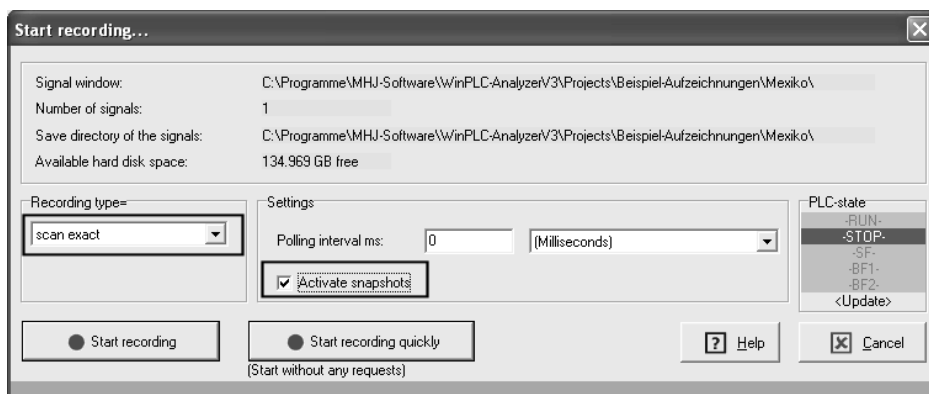 Start recording...
Signal window: C:\Programme\MHJ-Software\WinPLC-AnalyzerV3\Projects\Beispiel-Aufzeichnungen\Mexiko\
Number of signals: 1
Save directory of the signals: C:\Programme\MHJ-Software\WinPLC-AnalyzerV3\Projects\Beispiel-Aufzeichnungen\Mexiko\
Available hard disk space: 134.969 GB free
Recording type=
scan exact
Settings
Polling interval ms: 0 (Milliseconds)
Activate snapshots
PLC-state
-RUN-
-STOP-
-SF-
-BF1-
-BF2-
<Update>
Start recording
Start recording quickly
(Start without any requests)
? Help
Cancel